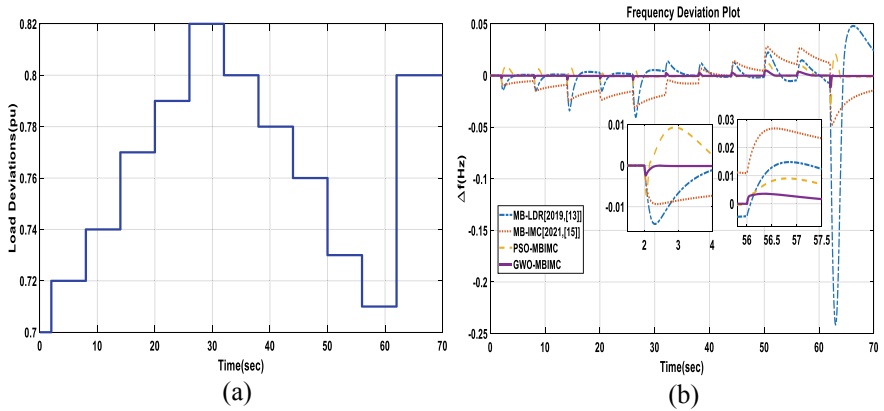 Load Deviations(pu)
0.82
0.8
0.78
0.76
0.74
0.72
0.7
0 10 20 30 40 50 60 70
Time(sec)
(a)
Frequency Deviation Plot
Δf(Hz)
0.05
0
-0.05
-0.1
-0.15
-0.2
-0.25
0.01
0
-0.01
2 3 4
0.03
0.02
0.01
0
56 56.5 57 57.5
MB-LDR[2019,[13]]
MB-IMC[2021,[15]]
PSO-MBIMC
GWO-MBIMC
0 10 20 30 40 50 60 70
Time(sec)
(b)